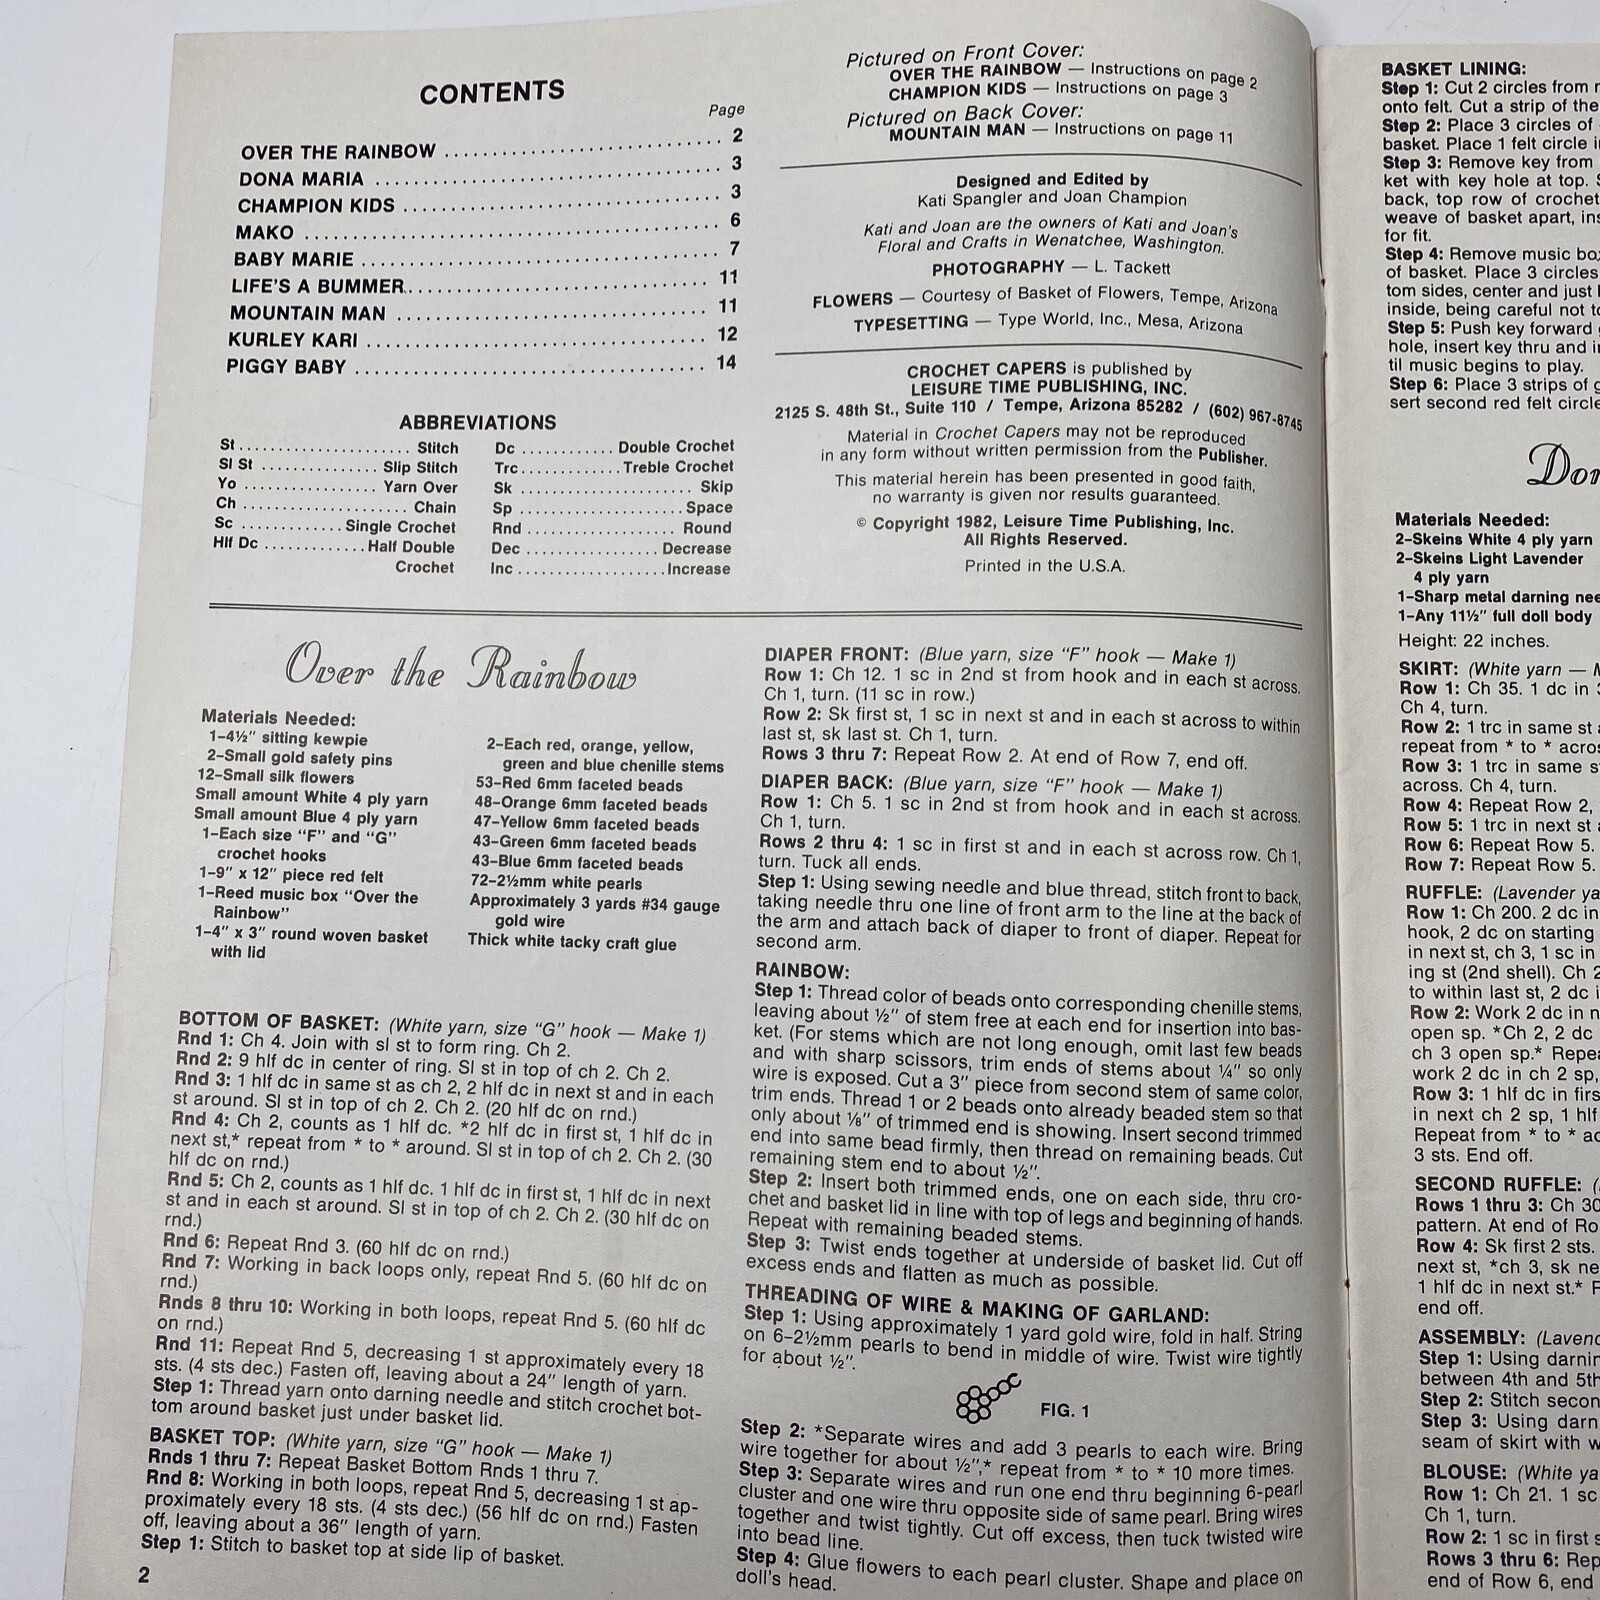 CONTENTS
Page
OVER THE RAINBOW ............................ 2
DONA MARIA ............................ 3
CHAMPION KIDS ............................ 3
MAKO ............................ 6
BABY MARIE ............................ 7
LIFE'S A BUMMER ............................ 11
MOUNTAIN MAN ............................ 11
KURLEY KARI ............................ 12
PIGGY BABY ............................ 14
ABBREVIATIONS
St ............ Stitch
Sl St ............ Slip Stitch
Yo ............ Yarn Over
Ch ............ Chain
Sc ............ Single Crochet
Hlf Dc ............ Half Double
Crochet
Dc ............ Double Crochet
Trc ............ Treble Crochet
Sk ............ Skip
Sp ............ Space
Rnd ............ Round
Dec ............ Decrease
Inc ............ Increase
Pictured on Front Cover:
OVER THE RAINBOW — Instructions on page 2
CHAMPION KIDS — Instructions on page 3
Pictured on Back Cover:
MOUNTAIN MAN — Instructions on page 11
Designed and Edited by
Kati Spangler and Joan Champion
Kati and Joan are the owners of Kati and Joan's
Floral and Crafts in Wenatchee, Washington.
PHOTOGRAPHY — L. Tackett
FLOWERS — Courtesy of Basket of Flowers, Tempe, Arizona
TYPESETTING — Type World, Inc., Mesa, Arizona
CROCHET CAPERS is published by
LEISURE TIME PUBLISHING, INC.
2125 S. 48th St., Suite 110 / Tempe, Arizona 85282 / (602) 967-8745
Material in Crochet Capers may not be reproduced
in any form without written permission from the Publisher.
This material herein has been presented in good faith,
no warranty is given nor results guaranteed.
© Copyright 1982, Leisure Time Publishing, Inc.
All Rights Reserved.
Printed in the U.S.A.
Over the Rainbow
Materials Needed:
1–4½" sitting kewpie
2–Small gold safety pins
12–Small silk flowers
Small amount White 4 ply yarn
Small amount Blue 4 ply yarn
1–Each size "F" and "G"
crochet hooks
1–9" x 12" piece red felt
1–Reed music box "Over the
Rainbow"
1–4" x 3" round woven basket
with lid
2–Each red, orange, yellow,
green and blue chenille stems
53–Red 6mm faceted beads
48–Orange 6mm faceted beads
47–Yellow 6mm faceted beads
43–Green 6mm faceted beads
43–Blue 6mm faceted beads
72–2½mm white pearls
Approximately 3 yards #34 gauge
gold wire
Thick white tacky craft glue
BOTTOM OF BASKET: (White yarn, size "G" hook — Make 1)
Rnd 1: Ch 4. Join with sl st to form ring. Ch 2.
Rnd 2: 9 hlf dc in center of ring. Sl st in top of ch 2. Ch 2.
Rnd 3: 1 hlf dc in same st as ch 2, 2 hlf dc in next st and in each
st around. Sl st in top of ch 2. Ch 2. (20 hlf dc on rnd.)
Rnd 4: Ch 2, counts as 1 hlf dc. *2 hlf dc in first st, 1 hlf dc in
next st,* repeat from * to * around. Sl st in top of ch 2. Ch 2. (30
hlf dc on rnd.)
Rnd 5: Ch 2, counts as 1 hlf dc. 1 hlf dc in first st, 1 hlf dc in next
st and in each st around. Sl st in top of ch 2. Ch 2. (30 hlf dc on
rnd.)
Rnd 6: Repeat Rnd 3. (60 hlf dc on rnd.)
Rnd 7: Working in back loops only, repeat Rnd 5. (60 hlf dc on
rnd.)
Rnds 8 thru 10: Working in both loops, repeat Rnd 5. (60 hlf dc
on rnd.)
Rnd 11: Repeat Rnd 5, decreasing 1 st approximately every 18
sts. (4 sts dec.) Fasten off, leaving about a 24" length of yarn.
Step 1: Thread yarn onto darning needle and stitch crochet bot-
tom around basket just under basket lid.
BASKET TOP: (White yarn, size "G" hook — Make 1)
Rnds 1 thru 7: Repeat Basket Bottom Rnds 1 thru 7.
Rnd 8: Working in both loops, repeat Rnd 5, decreasing 1 st ap-
proximately every 18 sts. (4 sts dec.) (56 hlf dc on rnd.) Fasten
off, leaving about a 36" length of yarn.
Step 1: Stitch to basket top at side lip of basket.
2
DIAPER FRONT: (Blue yarn, size "F" hook — Make 1)
Row 1: Ch 12. 1 sc in 2nd st from hook and in each st across.
Ch 1, turn. (11 sc in row.)
Row 2: Sk first st, 1 sc in next st and in each st across to within
last st, sk last st. Ch 1, turn.
Rows 3 thru 7: Repeat Row 2. At end of Row 7, end off.
DIAPER BACK: (Blue yarn, size "F" hook — Make 1)
Row 1: Ch 5. 1 sc in 2nd st from hook and in each st across.
Ch 1, turn.
Rows 2 thru 4: 1 sc in first st and in each st across row. Ch 1,
turn. Tuck all ends.
Step 1: Using sewing needle and blue thread, stitch front to back,
taking needle thru one line of front arm to the line at the back of
the arm and attach back of diaper to front of diaper. Repeat for
second arm.
RAINBOW:
Step 1: Thread color of beads onto corresponding chenille stems,
leaving about ½" of stem free at each end for insertion into bas-
ket. (For stems which are not long enough, omit last few beads
and with sharp scissors, trim ends of stems about ¼" so only
wire is exposed. Cut a 3" piece from second stem of same color,
trim ends. Thread 1 or 2 beads onto already beaded stem so that
only about ⅛" of trimmed end is showing. Insert second trimmed
end into same bead firmly, then thread on remaining beads. Cut
remaining stem end to about ½".
Step 2: Insert both trimmed ends, one on each side, thru cro-
chet and basket lid in line with top of legs and beginning of hands.
Repeat with remaining beaded stems.
Step 3: Twist ends together at underside of basket lid. Cut off
excess ends and flatten as much as possible.
THREADING OF WIRE & MAKING OF GARLAND:
Step 1: Using approximately 1 yard gold wire, fold in half. String
on 6–2½mm pearls to bend in middle of wire. Twist wire tightly
for about ½".
FIG. 1
Step 2: *Separate wires and add 3 pearls to each wire. Bring
wire together for about ½",* repeat from * to * 10 more times.
Step 3: Separate wires and run one end thru beginning 6-pearl
cluster and one wire thru opposite side of same pearl. Bring wires
together and twist tightly. Cut off excess, then tuck twisted wire
into bead line.
Step 4: Glue flowers to each pearl cluster. Shape and place on
doll's head.
BASKET LINING:
Step 1: Cut 2 circles from
onto felt. Cut a strip of the
Step 2: Place 3 circles of
basket. Place 1 felt circle
Step 3: Remove key from
ket with key hole at top.
back, top row of crochet
weave of basket apart,
for fit.
Step 4: Remove music
of basket. Place 3 circles
tom sides, center and just
inside, being careful not
Step 5: Push key forward
hole, insert key thru and
til music begins to play.
Step 6: Place 3 strips of
sert second red felt
Materials Needed:
2–Skeins White 4 ply yarn
2–Skeins Light Lavender
4 ply yarn
1–Sharp metal darning
1–Any 11½" full doll body
Height: 22 inches.
SKIRT: (White yarn —
Row 1: Ch 35. 1 dc in
Ch 4, turn.
Row 2: 1 trc in same st
repeat from * to *
Row 3: 1 trc in same
across. Ch 4, turn.
Row 4: Repeat Row 2,
Row 5: 1 trc in next st
Row 6: Repeat Row 5.
Row 7: Repeat Row 5.
RUFFLE: (Lavender
Row 1: Ch 200. 2 dc in
hook, 2 dc on starting
in next st, ch 3, 1 sc in
ing st (2nd shell). Ch
to within last st, 2 dc
Row 2: Work 2 dc in
open sp. *Ch 2, 2 dc
ch 3 open sp.*
work 2 dc in ch 2 sp,
Row 3: 1 hlf dc in
in next ch 2 sp, 1
Repeat from * to *
3 sts. End off.
SECOND RUFFLE:
Rows 1 thru 3: Ch
pattern. At end of
Row 4: Sk first 2 sts.
next st, *ch 3, sk
1 hlf dc in next st.*
end off.
ASSEMBLY:
Step 1: Using
between 4th and
Step 2: Stitch
Step 3: Using
seam of skirt with
BLOUSE: (White
Row 1: Ch 21. 1 sc
Ch 1, turn.
Row 2: 1 sc in first
Rows 3 thru 6:
end of Row 6, end